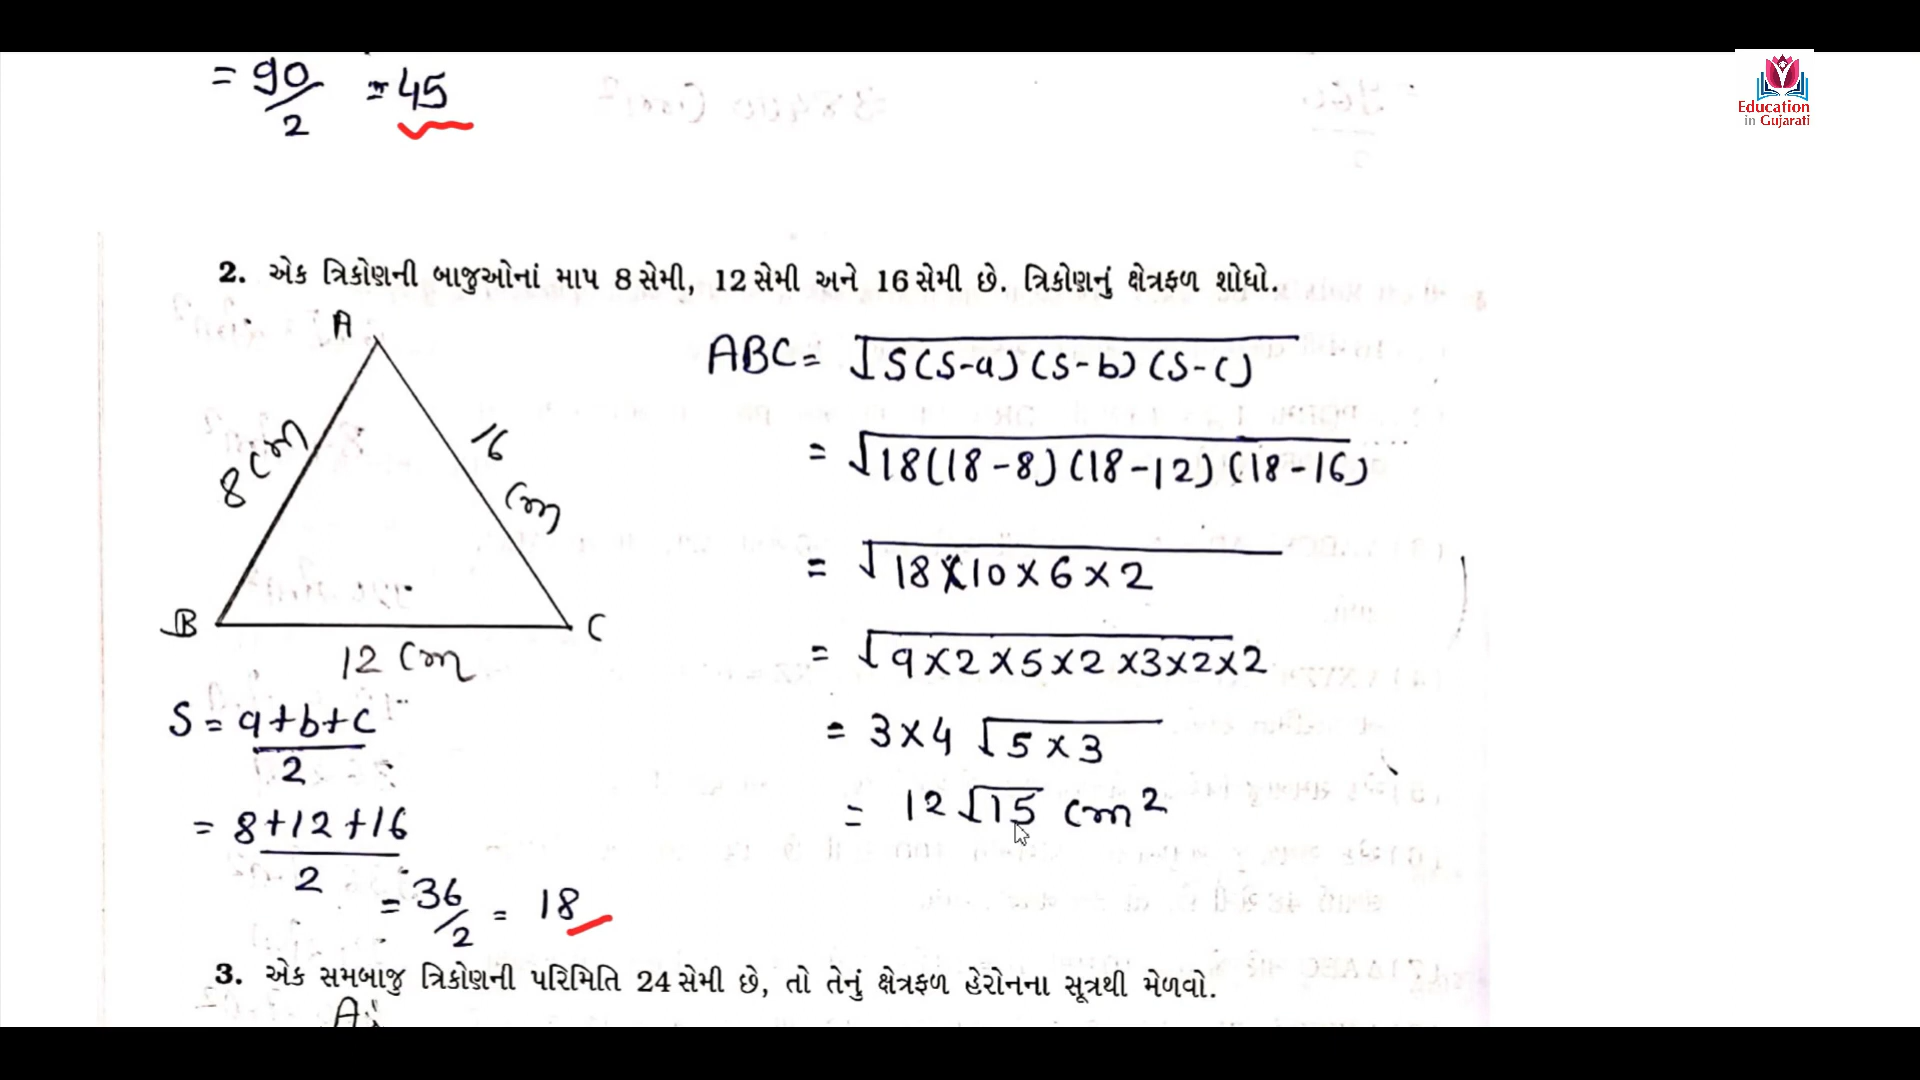 = 90/2 = 45
Education
in Gujarati
2. એક ત્રિકોણની બાજુઓનાં માપ 8 સેમી, 12 સેમી અને 16 સેમી છે. ત્રિકોણનું ક્ષેત્રફળ શોધો.
A
8 cm
16 cm
B
C
12 cm
S = a+b+c
2
= 8+12+16
2
= 36/2 = 18
ABC = √S(S-a)(S-b)(S-c)
= √18(18-8)(18-12)(18-16)
= √18×10×6×2
= √9×2×5×2×3×2×2
= 3×4 √5×3
= 12 √15 cm²
3. એક સમબાજુ ત્રિકોણની પરિમિતિ 24 સેમી છે, તો તેનું ક્ષેત્રફળ હેરોનના સૂત્રથી મેળવો.
A